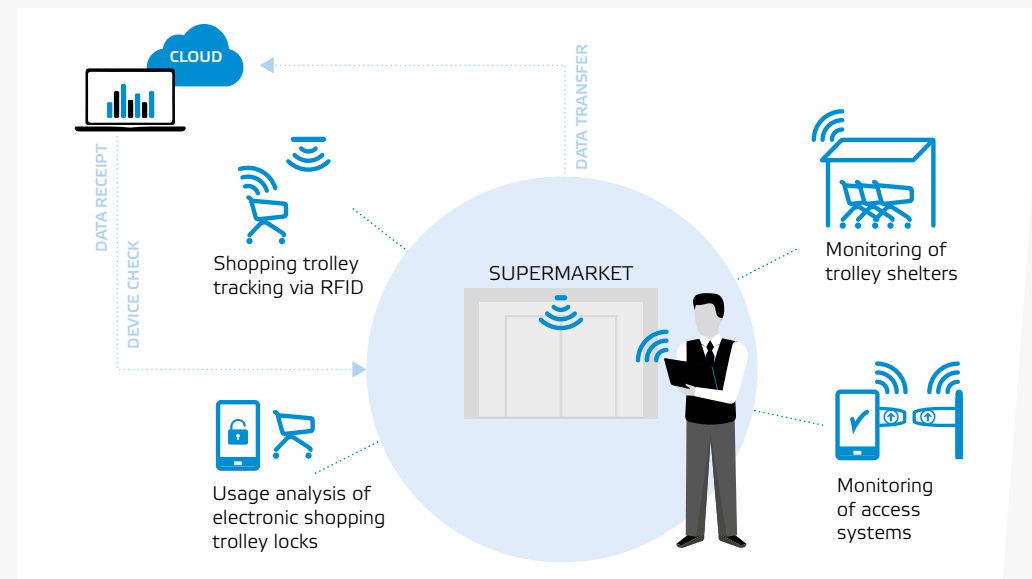 CLOUD
DATA TRANSFER
DATA RECEIPT
DEVICE CHECK
Shopping trolley
tracking via RFID
SUPERMARKET
Monitoring of
trolley shelters
Usage analysis of
electronic shopping
trolley locks
Monitoring
of access
systems